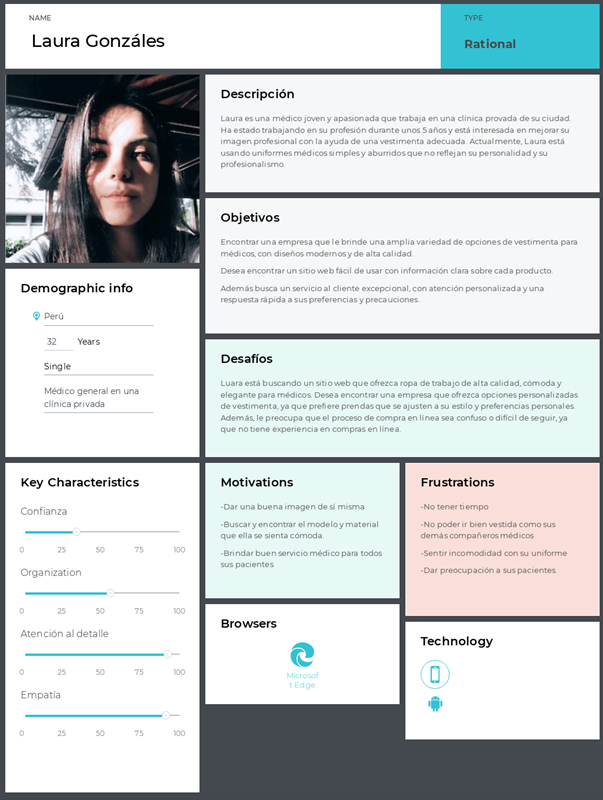 NAME
Laura Gonzáles
TYPE
Rational
Descripción
Laura es una médico joven y apasionada que trabaja en una clínica provada de su ciudad.
Ha estado trabajando en su profesión durante unos 5 años y está interesada en mejorar su
imagen profesional con la ayuda de una vestimenta adecuada. Actualmente, Laura está
usando uniformes médicos simples y aburridos que no reflejan su personalidad y su
profesionalismo.
Objetivos
Encontrar una empresa que le brinde una amplia variedad de opciones de vestimenta para
médicos, con diseños modernos y de alta calidad.
Desea encontrar un sitio web fácil de usar con información clara sobre cada producto.
Además busca un servicio al cliente excepcional, con atención personalizada y una
respuesta rápida a sus preferencias y precauciones.
Demographic info
Perú
32 Years
Single
Médico general en una
clínica privada
Desafíos
Luara está buscando un sitio web que ofrezca ropa de trabajo de alta calidad, cómoda y
elegante para médicos. Desea encontrar una empresa que ofrezca opciones personalizadas
de vestimenta, ya que prefiere prendas que se ajusten a su estilo y preferencias personales.
Además, le preocupa que el proceso de compra en línea sea confuso o difícil de seguir, ya
que no tiene experiencia en compras en línea.
Key Characteristics
Confianza
0 25 50 75 100
Organization
0 25 50 75 100
Atención al detalle
0 25 50 75 100
Empatía
0 25 50 75 100
Motivations
-Dar una buena imagen de sí misma
-Buscar y encontrar el modelo y material
que ella se sienta cómoda.
-Brindar buen servicio médico para todos
sus pacientes
Frustrations
-No tener tiempo
-No poder ir bien vestida como sus
demás compañeros médicos
-Sentir incomodidad con su uniforme
-Dar preocupación a sus pacientes.
Browsers
Microsof
t Edge
Technology